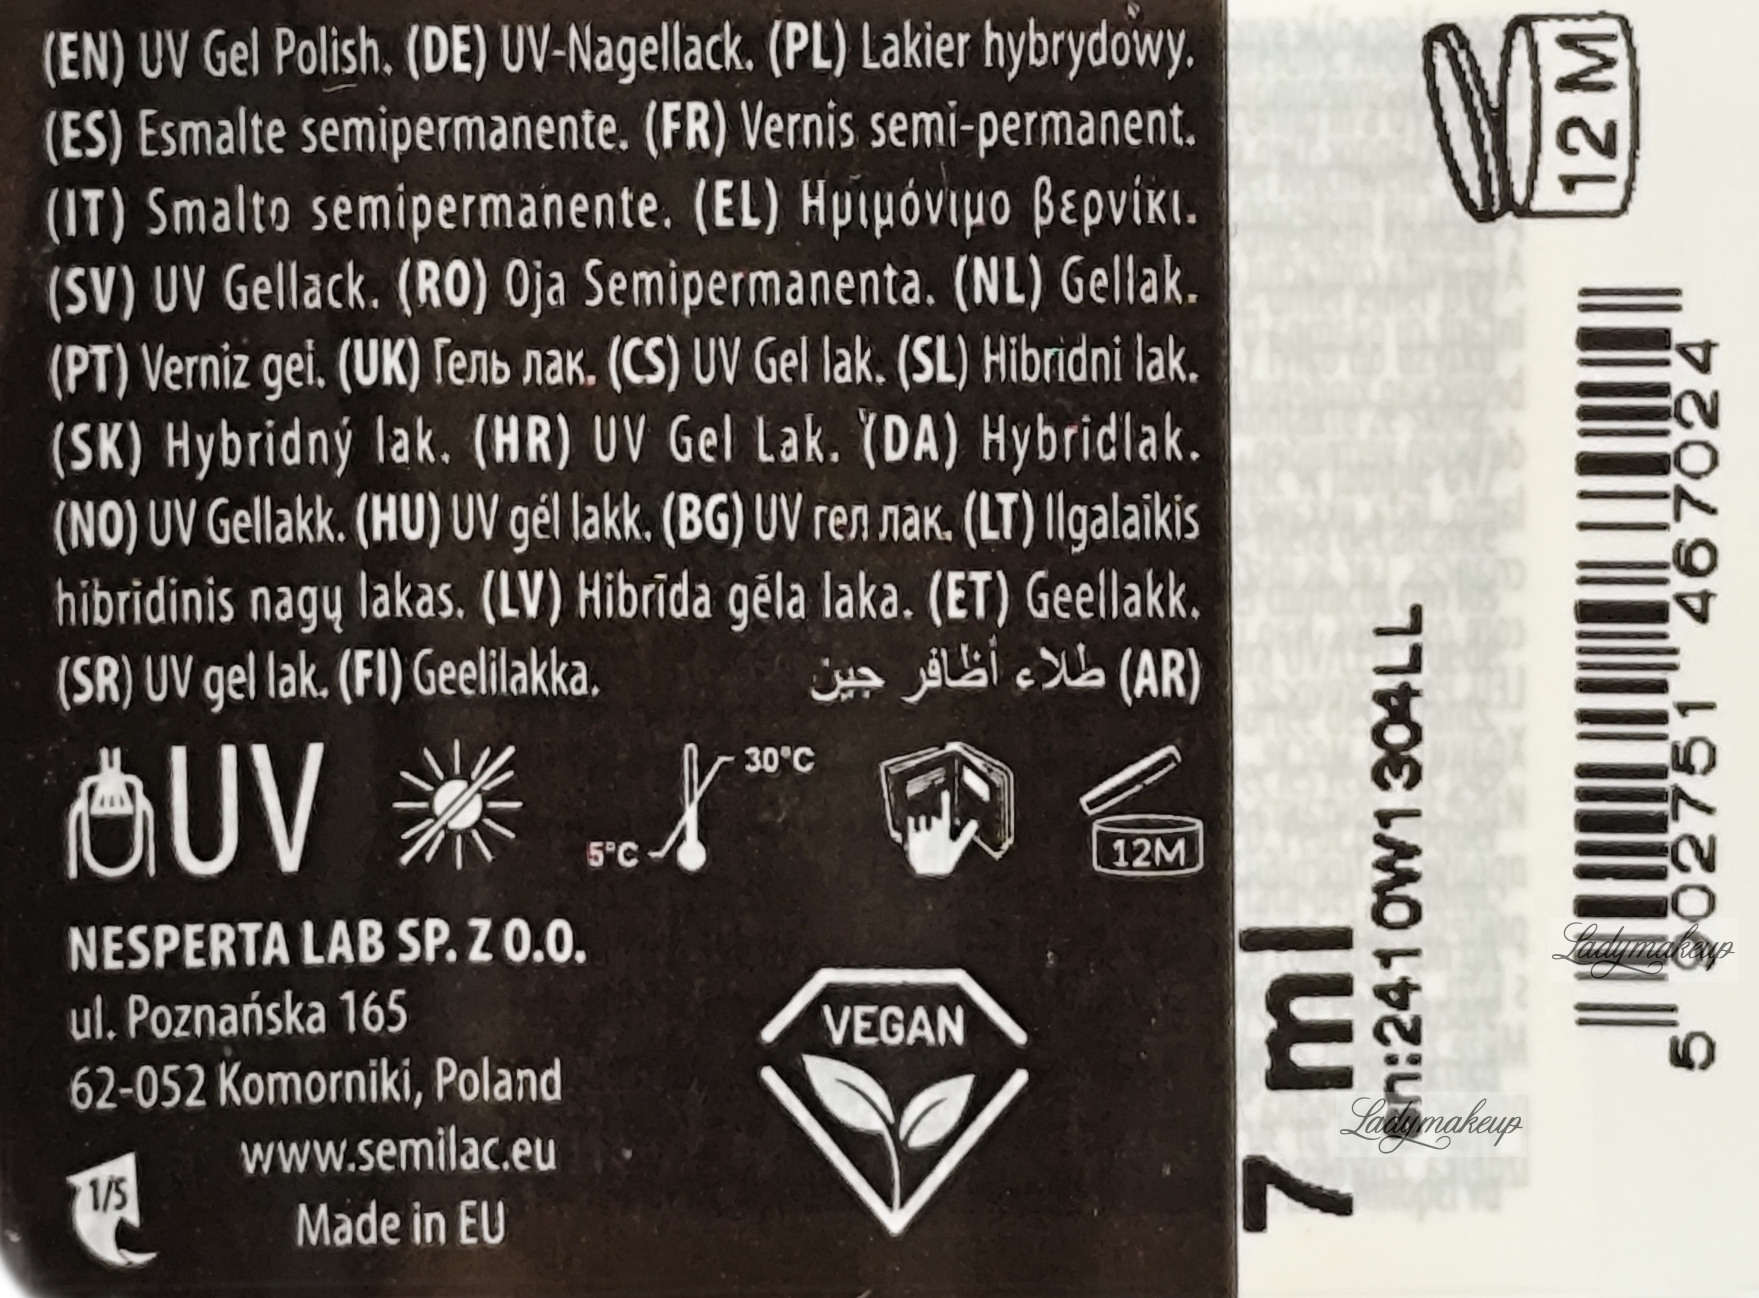 (EN) UV Gel Polish. (DE) UV-Nagellack. (PL) Lakier hybrydowy.
(ES) Esmalte semipermanente. (FR) Vernis semi-permanent.
(IT) Smalto semipermanente. (EL) Ημιμόνιμο βερνίκι.
(SV) UV Gellack. (RO) Oja Semipermanenta. (NL) Gellak.
(PT) Verniz gel. (UK) Гель лак. (CS) UV Gel lak. (SL) Hibridni lak.
(SK) Hybridný lak. (HR) UV Gel Lak. (DA) Hybridlak.
(NO) UV Gellakk. (HU) UV gél lakk. (BG) UV гел лак. (LT) Ilgalaikis
hibridinis nagų lakas. (LV) Hibrīda gēla laka. (ET) Geellakk.
(SR) UV gel lak. (FI) Geelilakka.
(AR) طلاء أظافر جين
UV
30°C
5°C
12M
NESPERTA LAB SP. Z O.O.
ul. Poznańska 165
62-052 Komorniki, Poland
www.semilac.eu
Made in EU
1/5
VEGAN
7 ml
12 M
5 902751 467024
Ladymakeup
Ladymakeup